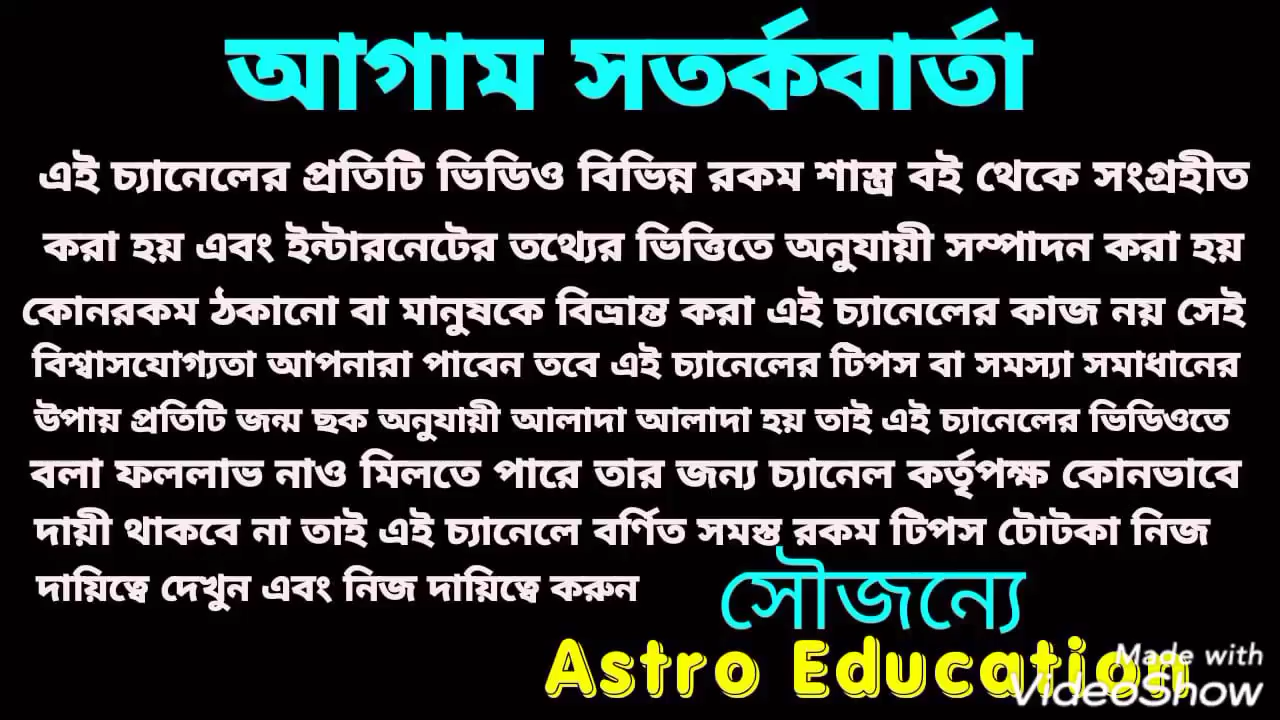 আগাম সতর্কবার্তা
এই চ্যানেলের প্রতিটি ভিডিও বিভিন্ন রকম শাস্ত্র বই থেকে সংগ্রহীত
করা হয় এবং ইন্টারনেটের তথ্যের ভিত্তিতে অনুযায়ী সম্পাদন করা হয়
কোনরকম ঠকানো বা মানুষকে বিভ্রান্ত করা এই চ্যানেলের কাজ নয় সেই
বিশ্বাসযোগ্যতা আপনারা পাবেন তবে এই চ্যানেলের টিপস বা সমস্যা সমাধানের
উপায় প্রতিটি জন্ম ছক অনুযায়ী আলাদা আলাদা হয় তাই এই চ্যানেলের ভিডিওতে
বলা ফললাভ নাও মিলতে পারে তার জন্য চ্যানেল কর্তৃপক্ষ কোনভাবে
দায়ী থাকবে না তাই এই চ্যানেলে বর্ণিত সমস্ত রকম টিপস টোটকা নিজ
দায়িত্বে দেখুন এবং নিজ দায়িত্বে করুন
সৌজন্যে
Astro Education
Made with
VideoShow